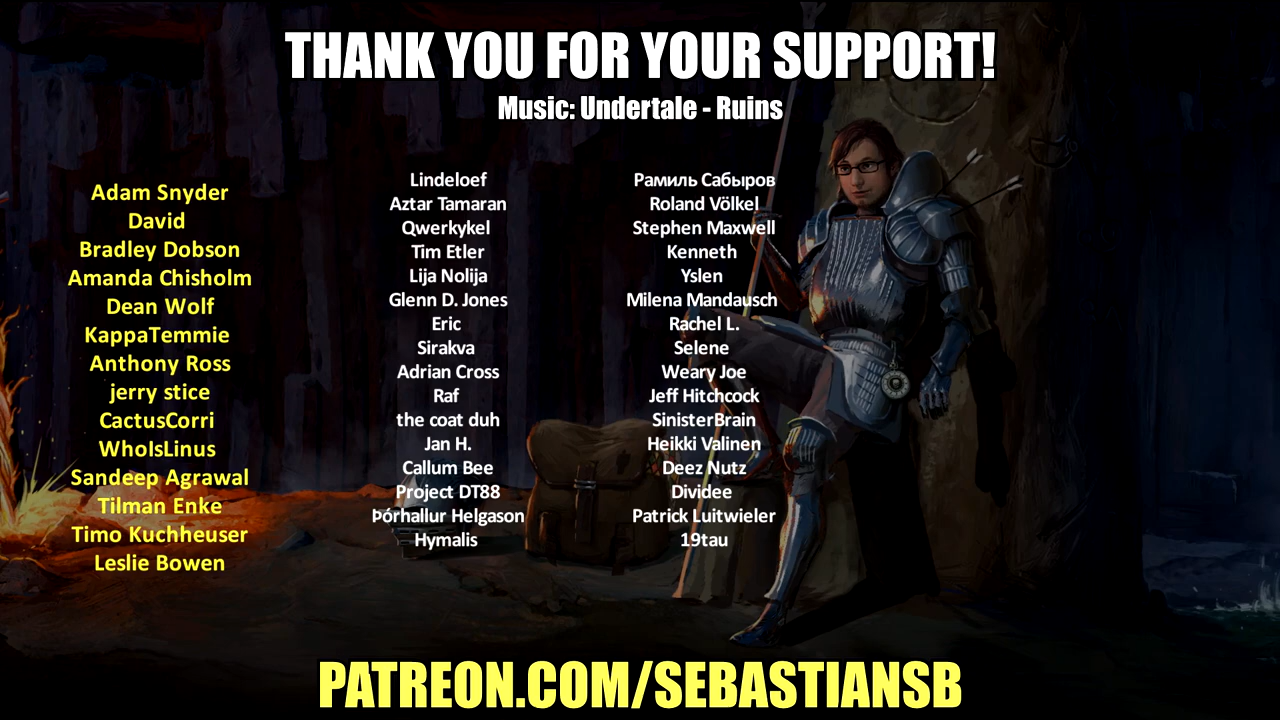 THANK YOU FOR YOUR SUPPORT!
Music: Undertale - Ruins
Adam Snyder
David
Bradley Dobson
Amanda Chisholm
Dean Wolf
KappaTemmie
Anthony Ross
jerry stice
CactusCorri
WhoIsLinus
Sandeep Agrawal
Tilman Enke
Timo Kuchheuser
Leslie Bowen
Lindeloef
Aztar Tamaran
Qwerkykel
Tim Etler
Lija Nolija
Glenn D. Jones
Eric
Sirakva
Adrian Cross
Raf
the coat duh
Jan H.
Callum Bee
Project DT88
Þórhallur Helgason
Hymalis
Рамиль Сабыров
Roland Völkel
Stephen Maxwell
Kenneth
Yslen
Milena Mandausch
Rachel L.
Selene
Weary Joe
Jeff Hitchcock
SinisterBrain
Heikki Valinen
Deez Nutz
Dividee
Patrick Luitwieler
19tau
PATREON.COM/SEBASTIANSB